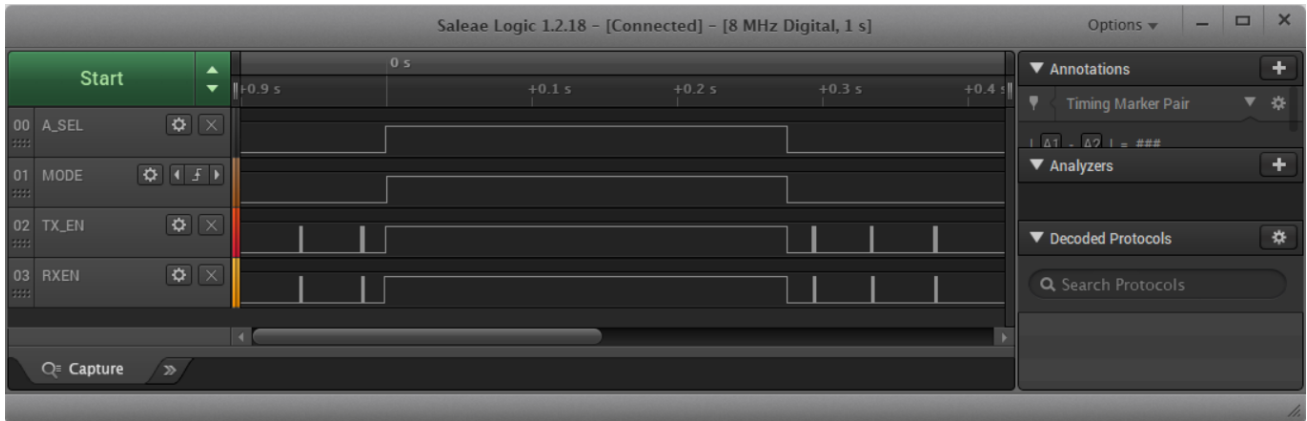 Saleae Logic 1.2.18 - [Connected] - [8 MHz Digital, 1 s]
Options
Start
0 s
+0.9 s
+0.1 s
+0.2 s
+0.3 s
+0.4 s
00 A_SEL
01 MODE
02 TX_EN
03 RXEN
Capture
Annotations
Timing Marker Pair
| A1 - A2 | = ###
Analyzers
Decoded Protocols
Search Protocols